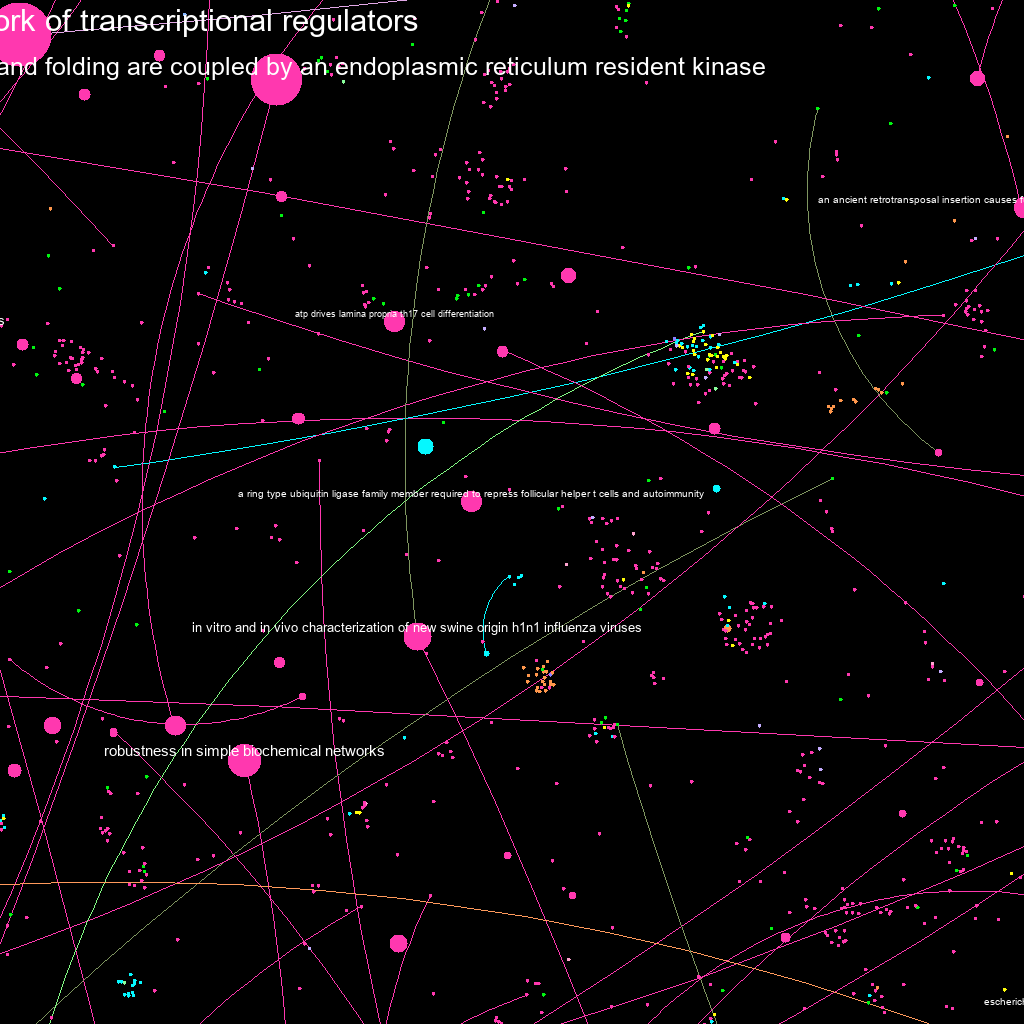 ork of transcriptional regulators
and folding are coupled by an endoplasmic reticulum resident kinase
an ancient retrotransposal insertion causes f
atp drives lamina propria th17 cell differentiation
s
a ring type ubiquitin ligase family member required to repress follicular helper t cells and autoimmunity
in vitro and in vivo characterization of new swine origin h1n1 influenza viruses
robustness in simple biochemical networks
escherich